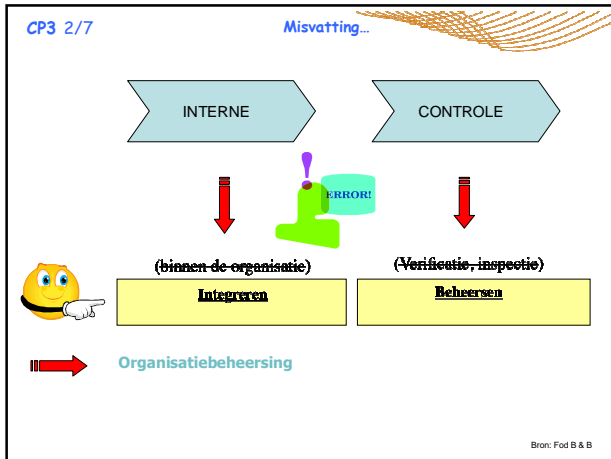 CP3 2/7
Misvatting...
INTERNE
CONTROLE
!
ERROR!
(binnen de organisatie)
(Verificatie, inspectie)
Integreren
Beheersen
Organisatiebeheersing
Bron: Fod B & B